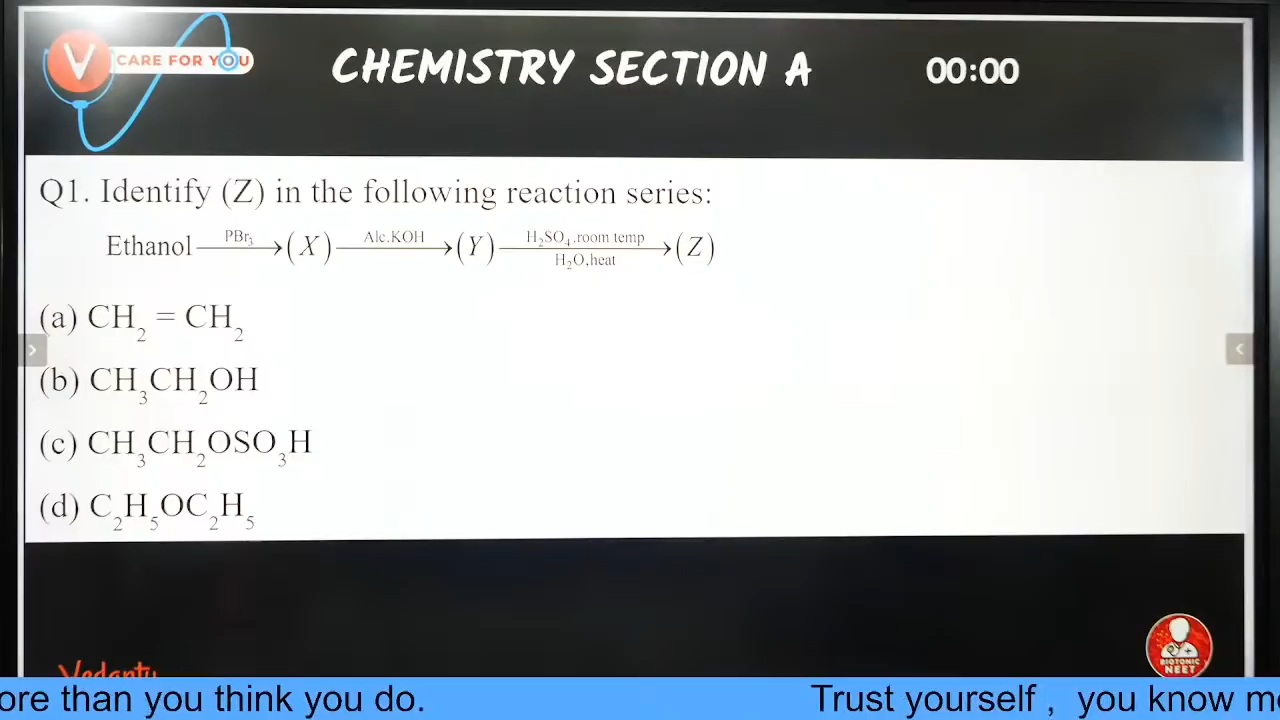 V CARE FOR YOU
CHEMISTRY SECTION A
00:00
Q1. Identify (Z) in the following reaction series:
Ethanol —PBr₃→ (X) —Alc.KOH→ (Y) —H₂SO₄.room temp / H₂O,heat→ (Z)
(a) CH₂ = CH₂
(b) CH₃CH₂OH
(c) CH₃CH₂OSO₃H
(d) C₂H₅OC₂H₅
BIOTONIC
NEET
ore than you think you do.
Trust yourself , you know